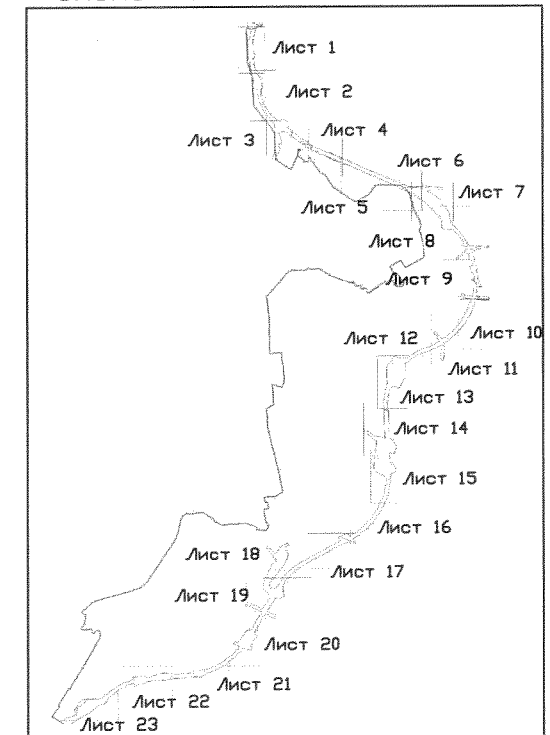 Лист 1
Лист 2
Лист 3
Лист 4
Лист 5
Лист 6
Лист 7
Лист 8
Лист 9
Лист 10
Лист 11
Лист 12
Лист 13
Лист 14
Лист 15
Лист 16
Лист 17
Лист 18
Лист 19
Лист 20
Лист 21
Лист 22
Лист 23